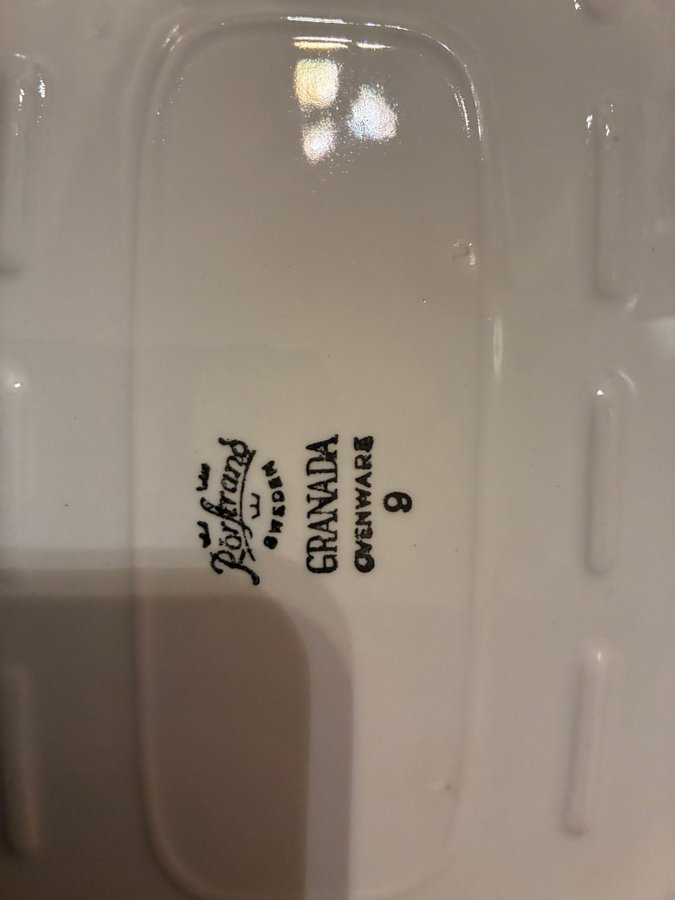 Rörstrand
SWEDEN
GRANADA
OVENWARE
9